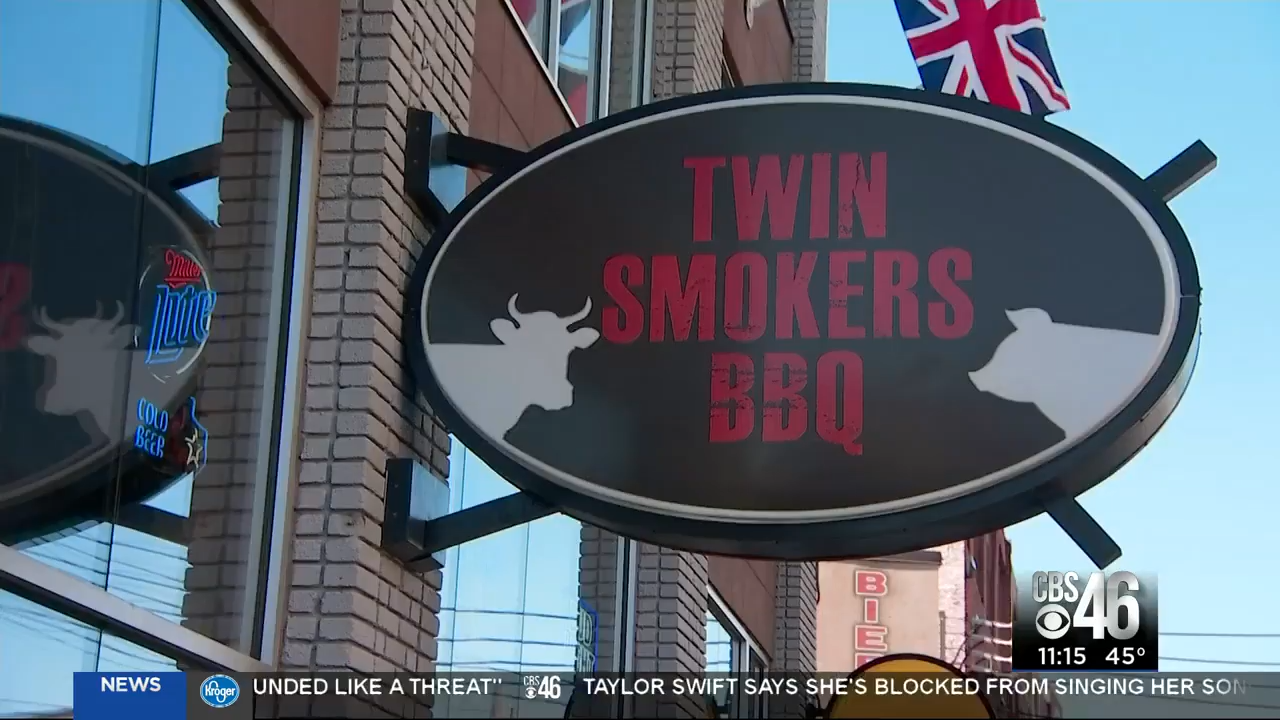 TWIN
SMOKERS
BBQ
Miller
Lite
COLD
BEER
BIE
CBS 46
11:15 45°
NEWS
Kroger
UNDED LIKE A THREAT" CBS 46 TAYLOR SWIFT SAYS SHE'S BLOCKED FROM SINGING HER SON